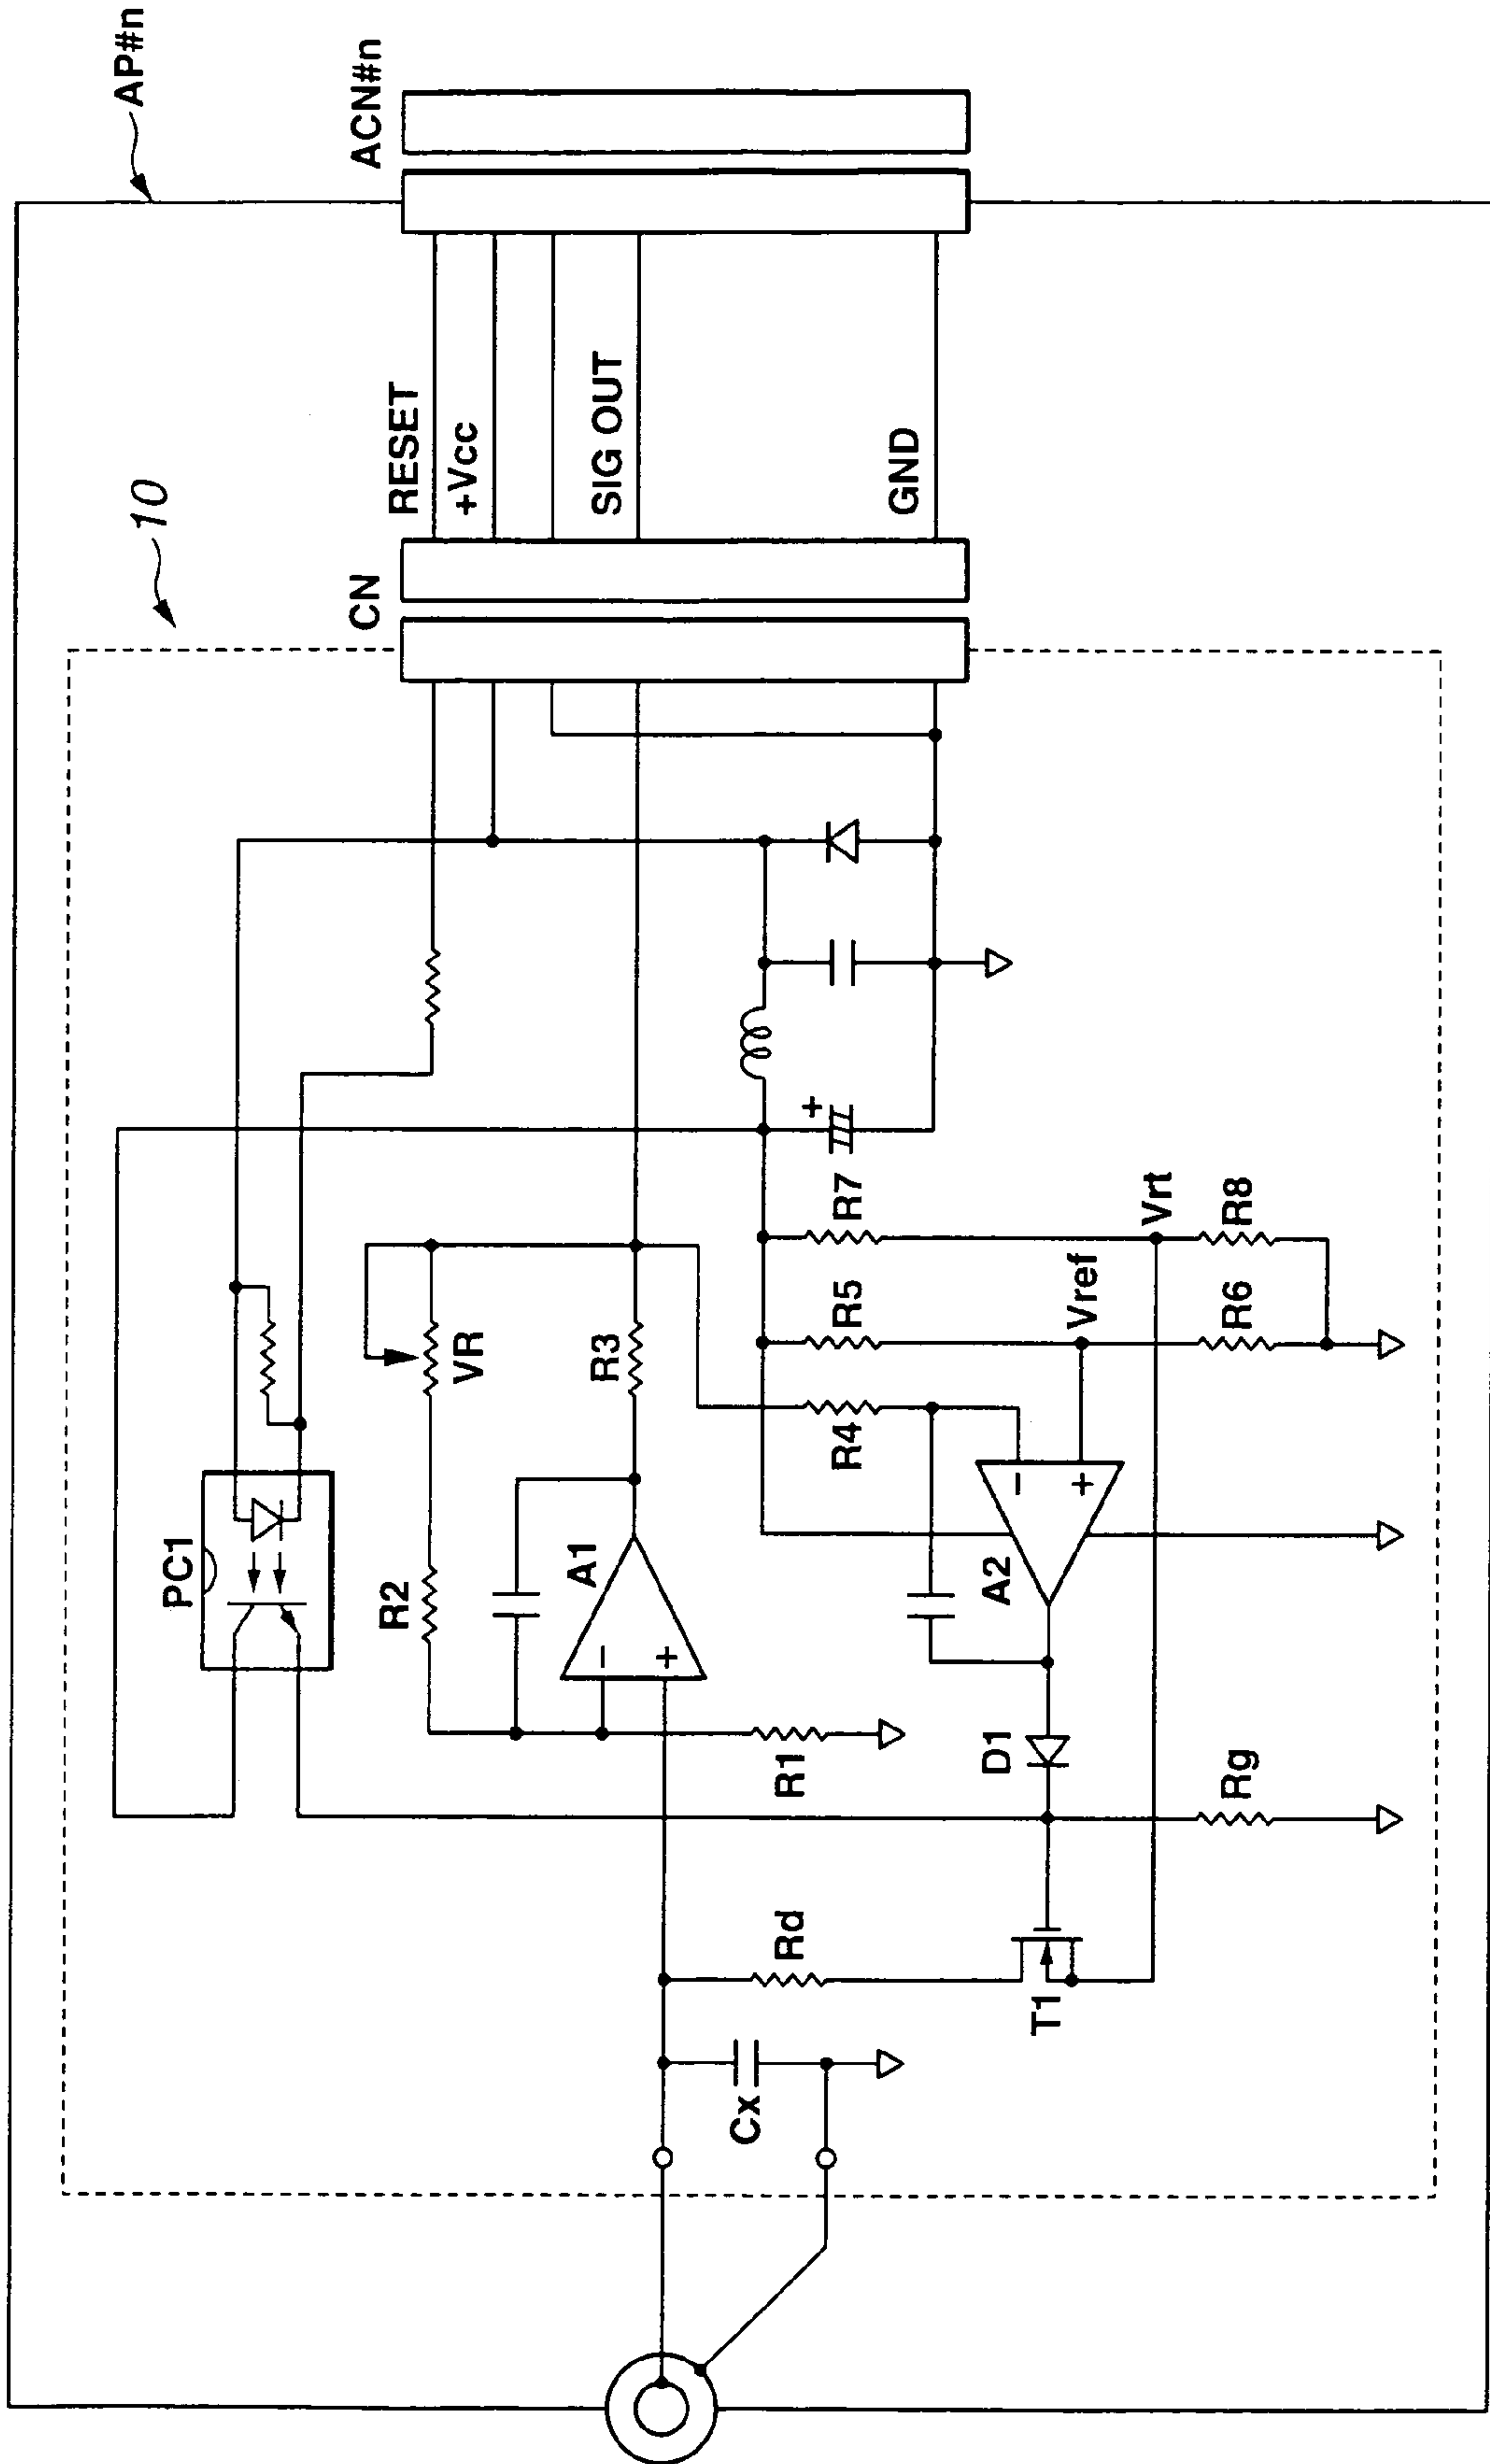 AP#n
ACN#n
10
CN
RESET
+Vcc
SIG OUT
GND
PC1
R2
VR
A1
R3
R1
+
R7
Vrt
R8
R5
Vref
R6
R4
A2
D1
Rg
Rd
T1
Cx
−
+
−
+